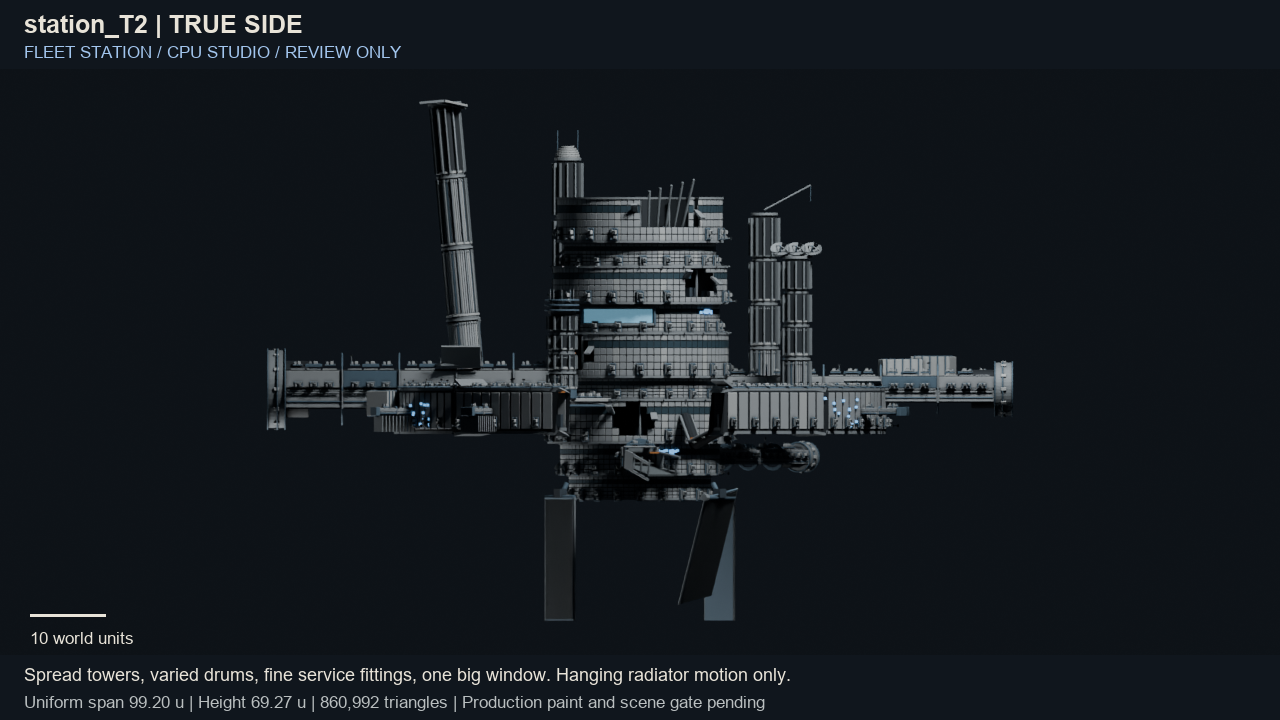 station_T2 | TRUE SIDE
FLEET STATION / CPU STUDIO / REVIEW ONLY
10 world units
Spread towers, varied drums, fine service fittings, one big window. Hanging radiator motion only.
Uniform span 99.20 u | Height 69.27 u | 860,992 triangles | Production paint and scene gate pending